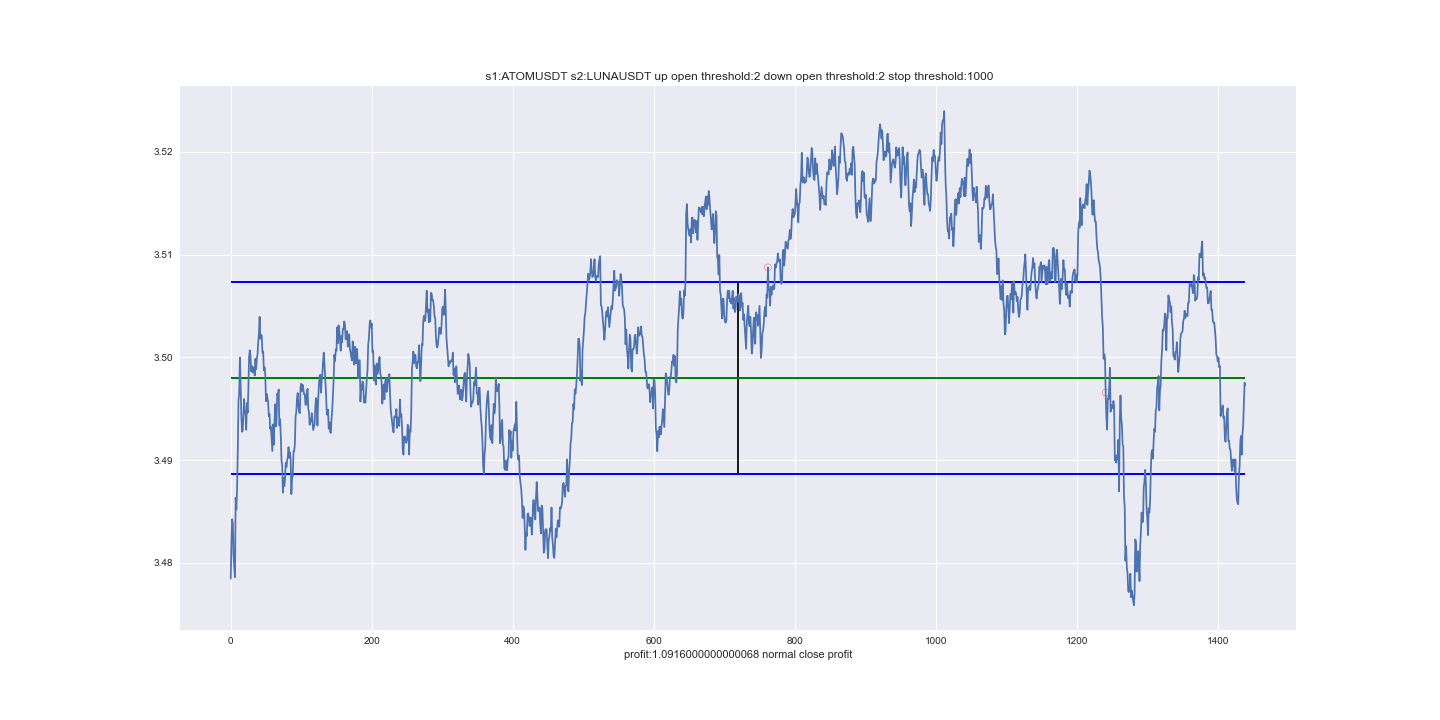 s1:ATOMUSDT s2:LUNAUSDT up open threshold:2 down open threshold:2 stop threshold:1000
3.52
3.51
3.50
3.49
3.48
0 200 400 600 800 1000 1200 1400
profit:1.0916000000000068 normal close profit